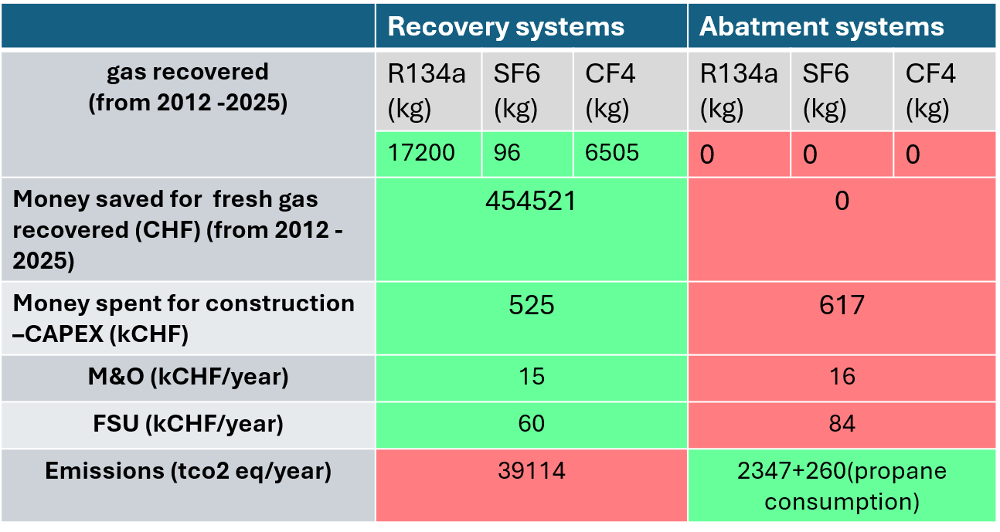 Recovery systems
Abatment systems
gas recovered
(from 2012 -2025)
R134a
(kg)
SF6
(kg)
CF4
(kg)
R134a
(kg)
SF6
(kg)
CF4
(kg)
17200
96
6505
0
0
0
Money saved for  fresh gas
recovered (CHF) (from 2012 -
2025)
454521
0
Money spent for construction
–CAPEX (kCHF)
525
617
M&O (kCHF/year)
15
16
FSU (kCHF/year)
60
84
Emissions (tco2 eq/year)
39114
2347+260(propane
consumption)